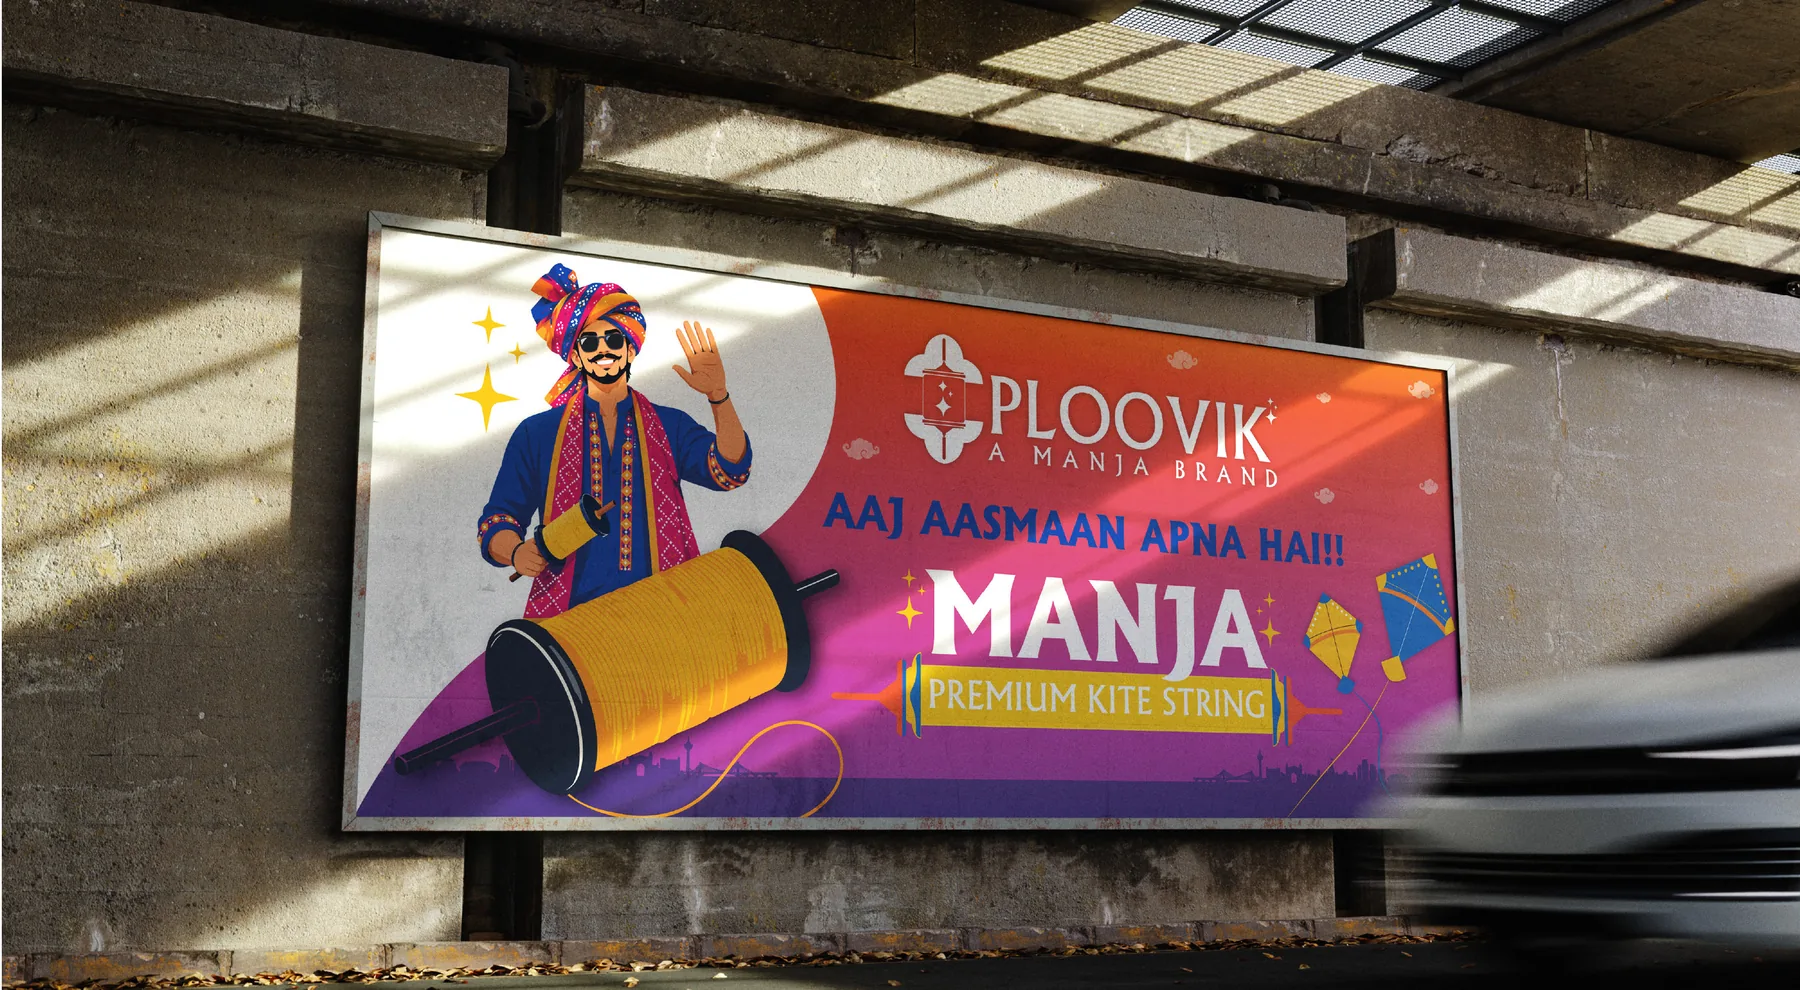 PLOOVIK
A MANJA BRAND
AAJ AASMAAN APNA HAI!!
MANJA
PREMIUM KITE STRING